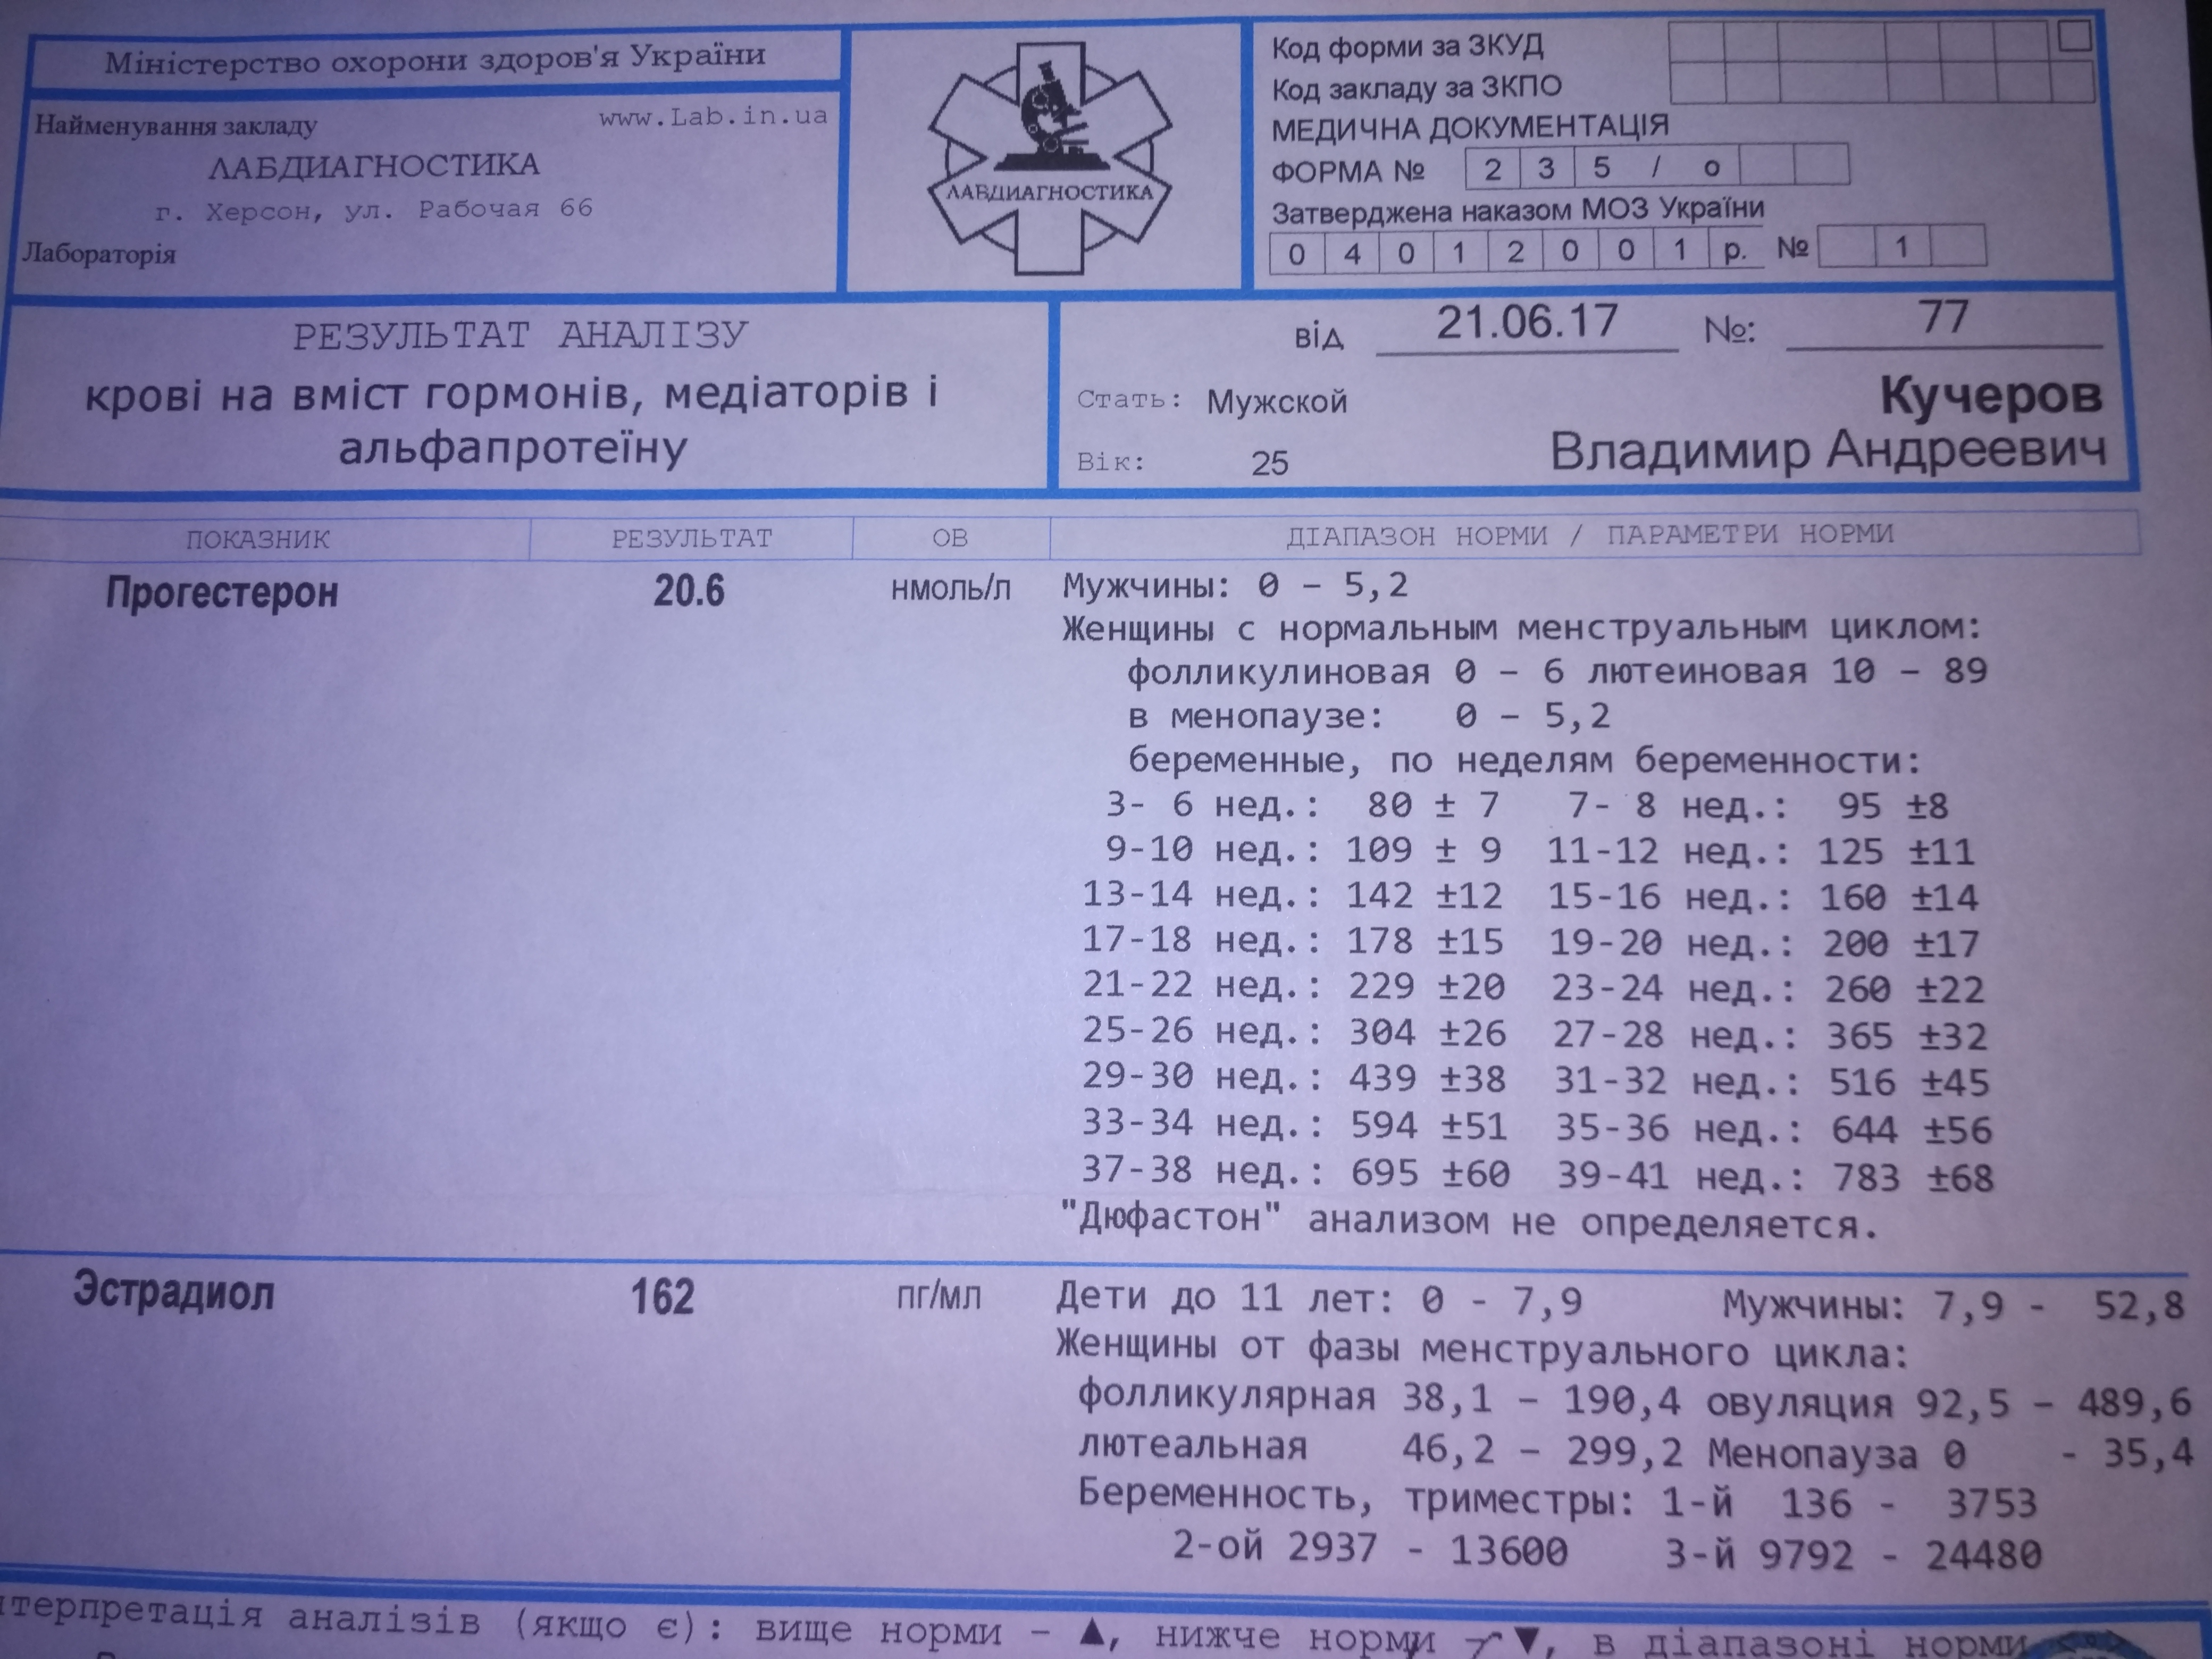 Міністерство охорони здоров'я України
Найменування закладу www.Lab.in.ua
ЛАБДИАГНОСТИКА
г. Херсон, ул. Рабочая 66
Лабораторія
ЛАБДИАГНОСТИКА
Код форми за ЗКУД
Код закладу за ЗКПО
МЕДИЧНА ДОКУМЕНТАЦІЯ
ФОРМА № 2 3 5 / о
Затверджена наказом МОЗ України
0 4 0 1 2 0 0 1 р. № 1
РЕЗУЛЬТАТ АНАЛІЗУ
крові на вміст гормонів, медіаторів і
альфапротеїну
від 21.06.17 №: 77
Стать: Мужской Кучеров
Вік: 25 Владимир Андреевич
ПОКАЗНИК РЕЗУЛЬТАТ ОВ ДІАПАЗОН НОРМИ / ПАРАМЕТРИ НОРМИ
Прогестерон 20.6 нмоль/л Мужчины: 0 – 5,2
Женщины с нормальным менструальным циклом:
фолликулиновая 0 – 6 лютеиновая 10 – 89
в менопаузе: 0 – 5,2
беременные, по неделям беременности:
3- 6 нед.: 80 ± 7 7- 8 нед.: 95 ±8
9-10 нед.: 109 ± 9 11-12 нед.: 125 ±11
13-14 нед.: 142 ±12 15-16 нед.: 160 ±14
17-18 нед.: 178 ±15 19-20 нед.: 200 ±17
21-22 нед.: 229 ±20 23-24 нед.: 260 ±22
25-26 нед.: 304 ±26 27-28 нед.: 365 ±32
29-30 нед.: 439 ±38 31-32 нед.: 516 ±45
33-34 нед.: 594 ±51 35-36 нед.: 644 ±56
37-38 нед.: 695 ±60 39-41 нед.: 783 ±68
"Дюфастон" анализом не определяется.
Эстрадиол 162 пг/мл Дети до 11 лет: 0 - 7,9 Мужчины: 7,9 - 52,8
Женщины от фазы менструального цикла:
фолликулярная 38,1 – 190,4 овуляция 92,5 – 489,6
лютеальная 46,2 – 299,2 Менопауза 0 - 35,4
Беременность, триместры: 1-й 136 - 3753
2-ой 2937 - 13600 3-й 9792 - 24480
нтерпретація аналізів (якщо є): вище норми – ▲, нижче норми – ▼, в діапазоні норми